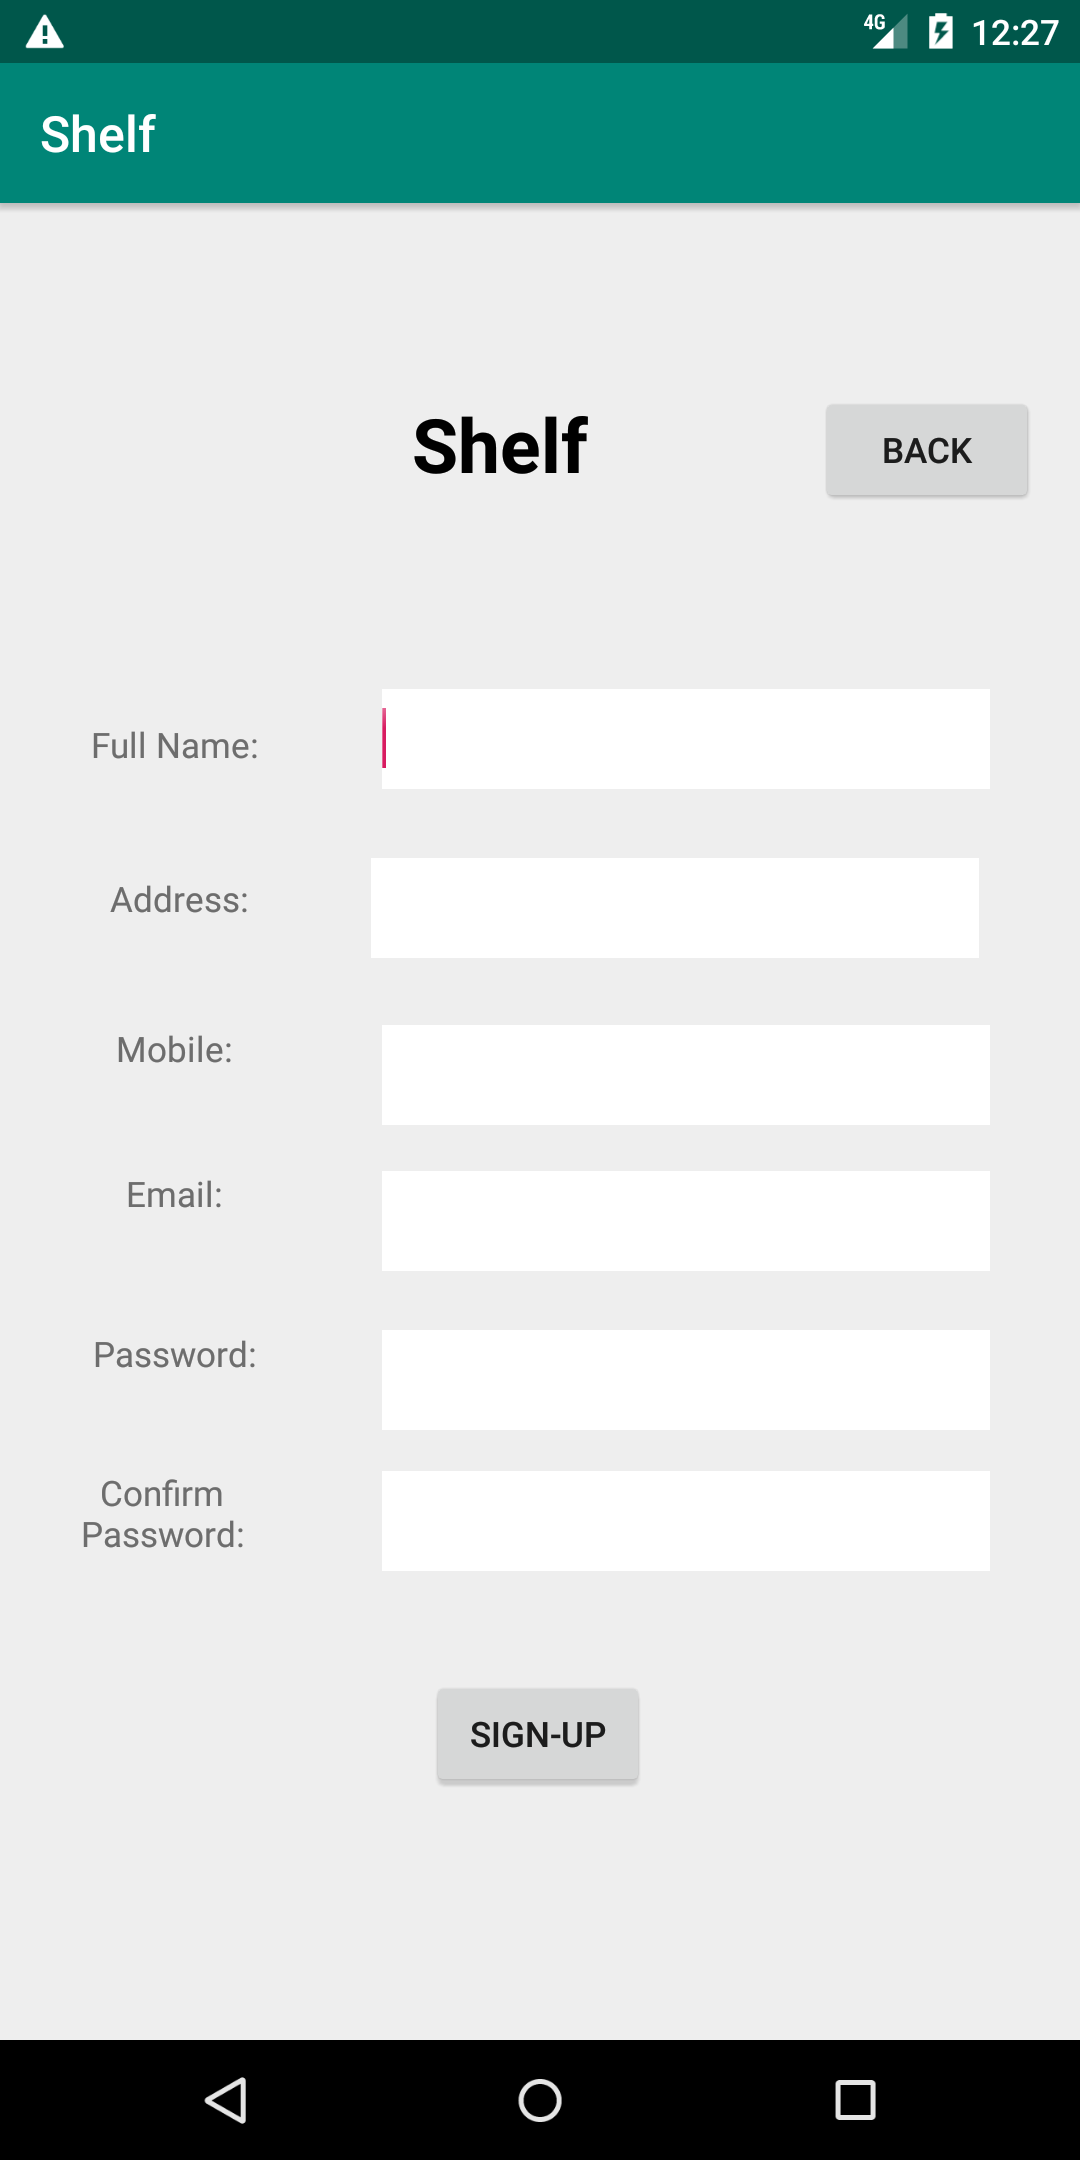 4G 12:27
Shelf
Shelf
BACK
Full Name:
Address:
Mobile:
Email:
Password:
Confirm
Password:
SIGN-UP